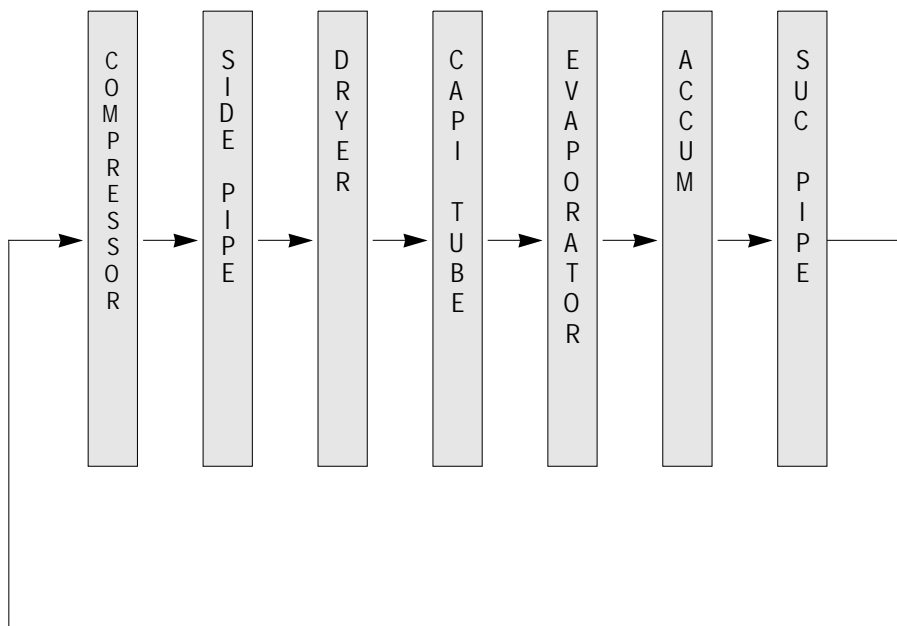 COMPRESSOR
SIDE PIPE
DRYER
CAPI TUBE
EVAPORATOR
ACCUM
SUC PIPE